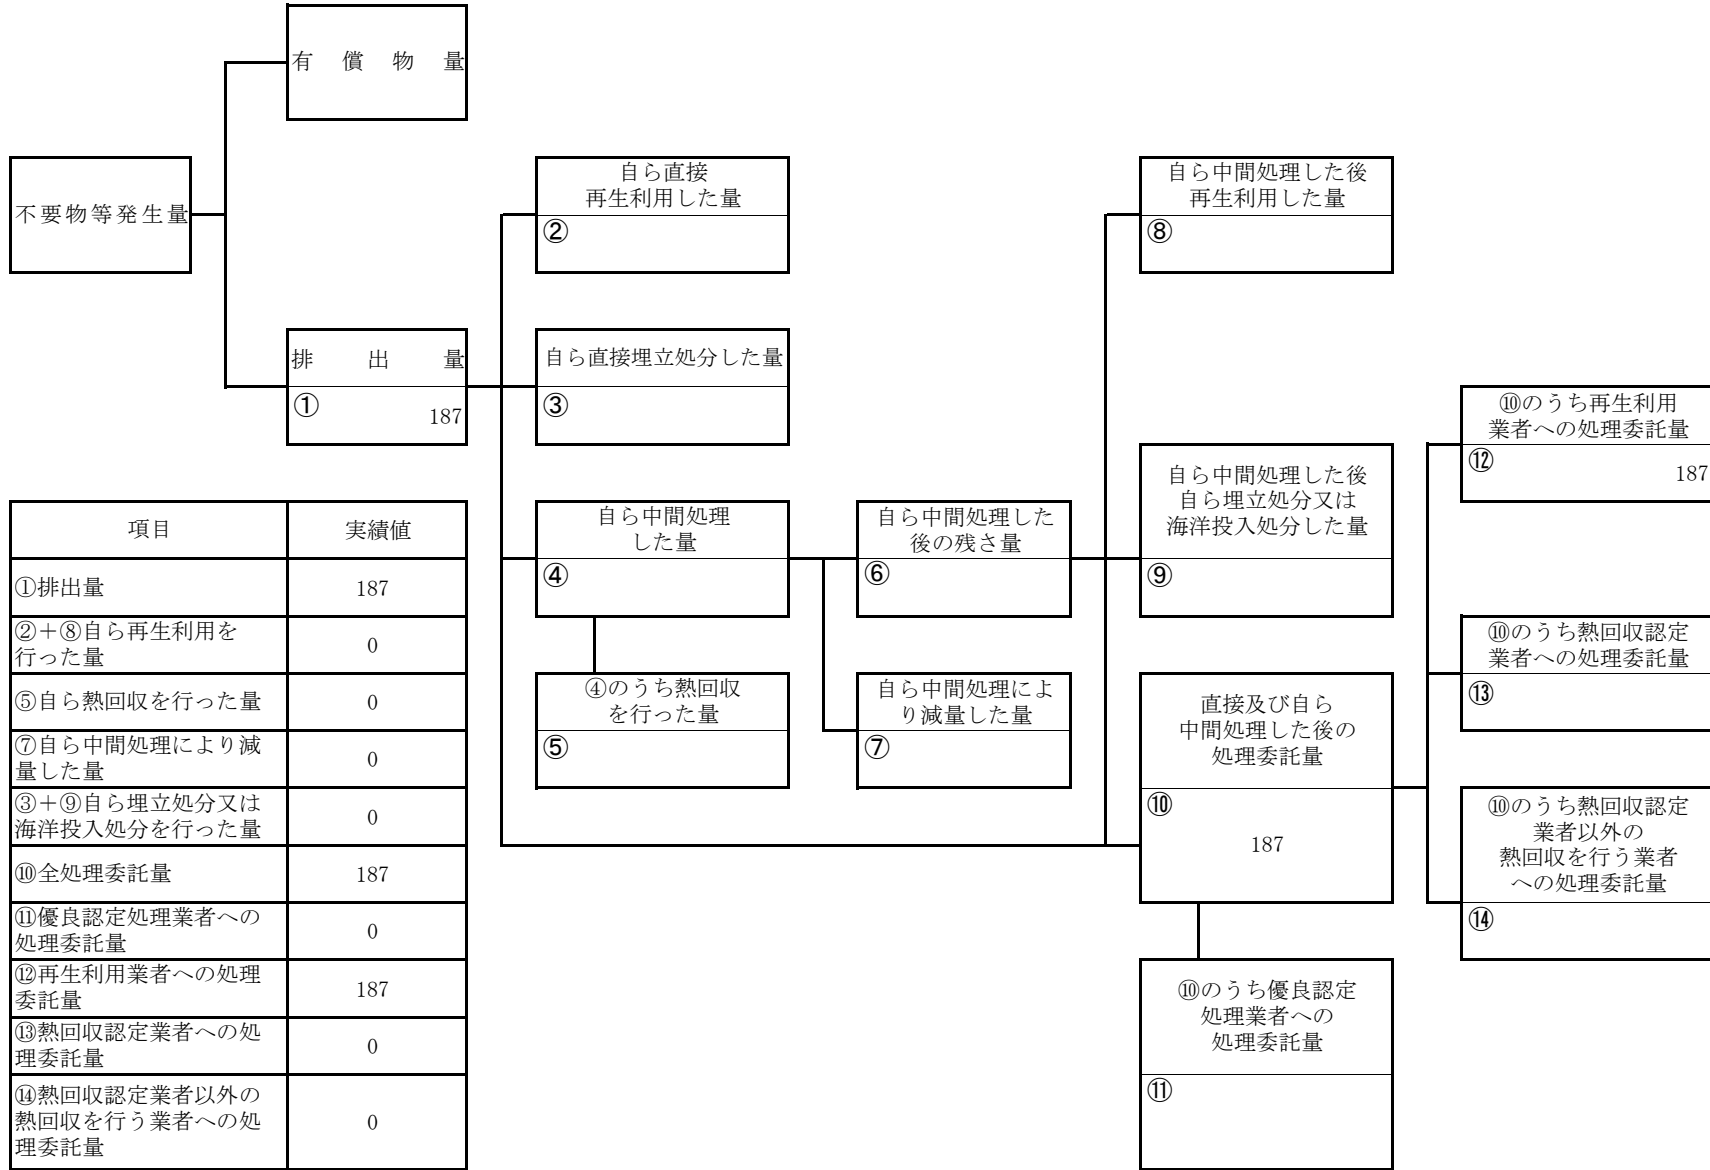 有償物量
不要物等発生量
排出量
①
187
自ら直接
再生利用した量
②
自ら直接埋立処分した量
③
自ら中間処理
した量
④
④のうち熱回収
を行った量
⑤
自ら中間処理した
後の残さ量
⑥
自ら中間処理によ
り減量した量
⑦
自ら中間処理した後
再生利用した量
⑧
自ら中間処理した後
自ら埋立処分又は
海洋投入処分した量
⑨
直接及び自ら
中間処理した後の
処理委託量
⑩
187
⑩のうち優良認定
処理業者への
処理委託量
⑪
⑩のうち再生利用
業者への処理委託量
⑫
187
⑩のうち熱回収認定
業者への処理委託量
⑬
⑩のうち熱回収認定
業者以外の
熱回収を行う業者
への処理委託量
⑭
項目 実績値
①排出量 187
②＋⑧自ら再生利用を
行った量 0
⑤自ら熱回収を行った量 0
⑦自ら中間処理により減
量した量 0
③＋⑨自ら埋立処分又は
海洋投入処分を行った量 0
⑩全処理委託量 187
⑪優良認定処理業者への
処理委託量 0
⑫再生利用業者への処理
委託量 187
⑬熱回収認定業者への処
理委託量 0
⑭熱回収認定業者以外の
熱回収を行う業者への処
理委託量 0